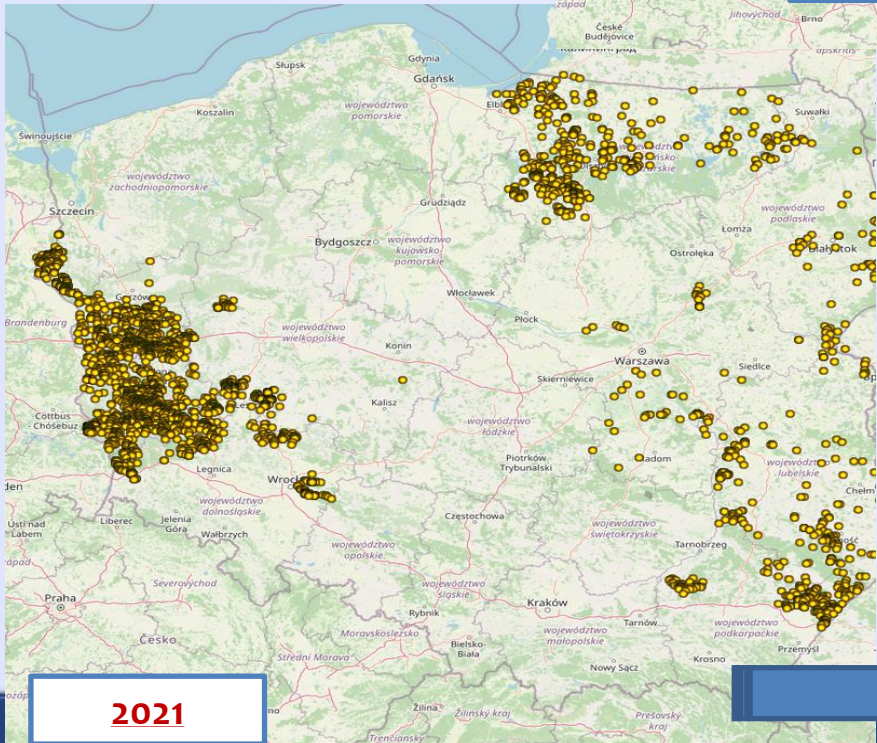 České
Budějovice
Jihovýchod
Brno
apskritis
Gdynia
Gdańsk
Słupsk
Koszalin
Świnoujście
województwo
pomorskie
województwo
zachodniopomorskie
Szczecin
Suwałki
województwo
podlaskie
Łomża
Białystok
Ostrołęka
Grudziądz
Bydgoszcz
województwo
kujawsko-
pomorskie
Włocławek
Płock
Brandenburg
województwo
wielkopolskie
Konin
Kalisz
Warszawa
Skierniewice
Siedlce
Cottbus
- Chóśebuz
województwo
łódzkie
Piotrków
Trybunalski
województwo
lubelskie
Legnica
województwo
dolnośląskie
Liberec
Jelenia
Góra
Wałbrzych
Ústí nad
Labem
województwo
opolskie
Częstochowa
województwo
świętokrzyskie
Tarnobrzeg
Severovýchod
Praha
Česko
województwo
śląskie
Rybnik
Kraków
Tarnów
województwo
małopolskie
województwo
podkarpackie
Przemyśl
Krosno
Nowy Sącz
Bielsko-
Biała
Moravskoslezsko
Střední Morava
Žilina
Žilinský kraj
Trenčiansky
Prešovský
kraj
2021